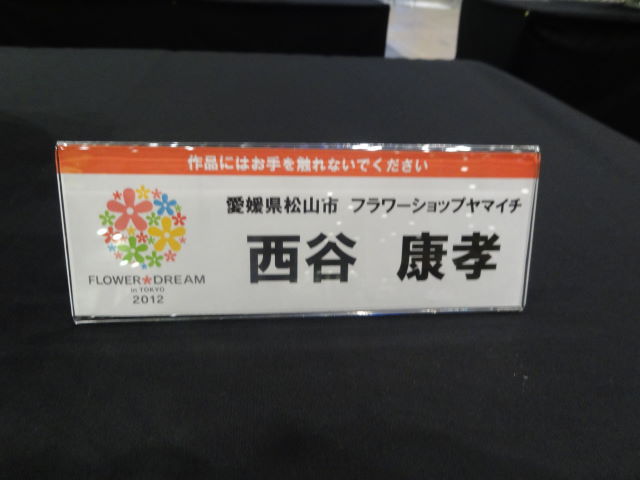 作品にはお手を触れないでください
愛媛県松山市 フラワーショップヤマイチ
西谷 康孝
FLOWER★DREAM
in TOKYO
2012